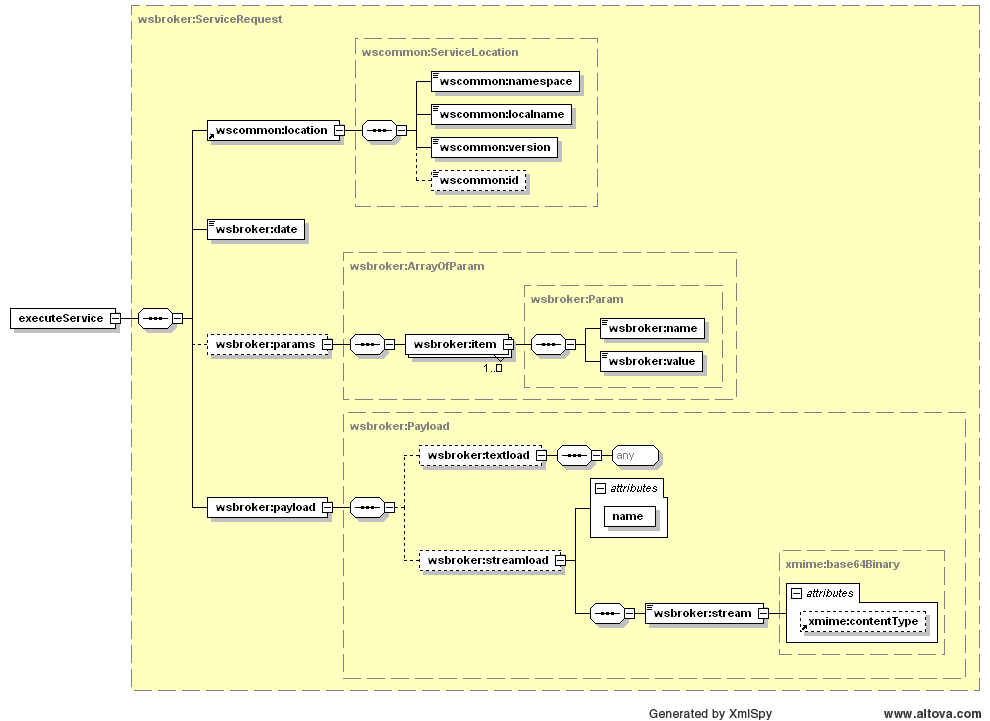 wsbroker:ServiceRequest
wscommon:ServiceLocation
wscommon:namespace
wscommon:localname
wscommon:location
wscommon:version
wscommon:id
wsbroker:date
wsbroker:ArrayOfParam
wsbroker:Param
executeService
wsbroker:name
wsbroker:params
wsbroker:item
wsbroker:value
1..
wsbroker:Payload
wsbroker:textload
any
attributes
name
wsbroker:payload
wsbroker:streamload
xmime:base64Binary
attributes
wsbroker:stream
xmime:contentType
Generated by XmlSpy
www.altova.com